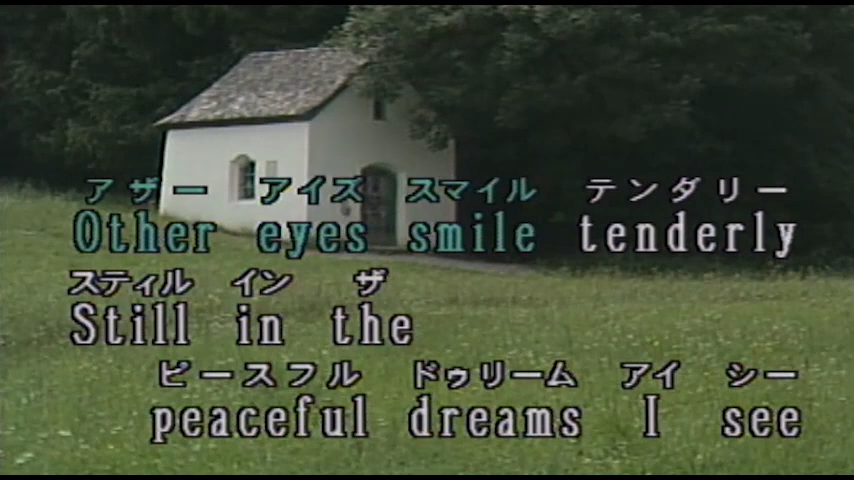 アザー アイズ スマイル テンダリー
Other eyes smile tenderly
スティル イン ザ
Still in the
ピースフル ドゥリーム アイ シー
peaceful dreams I see